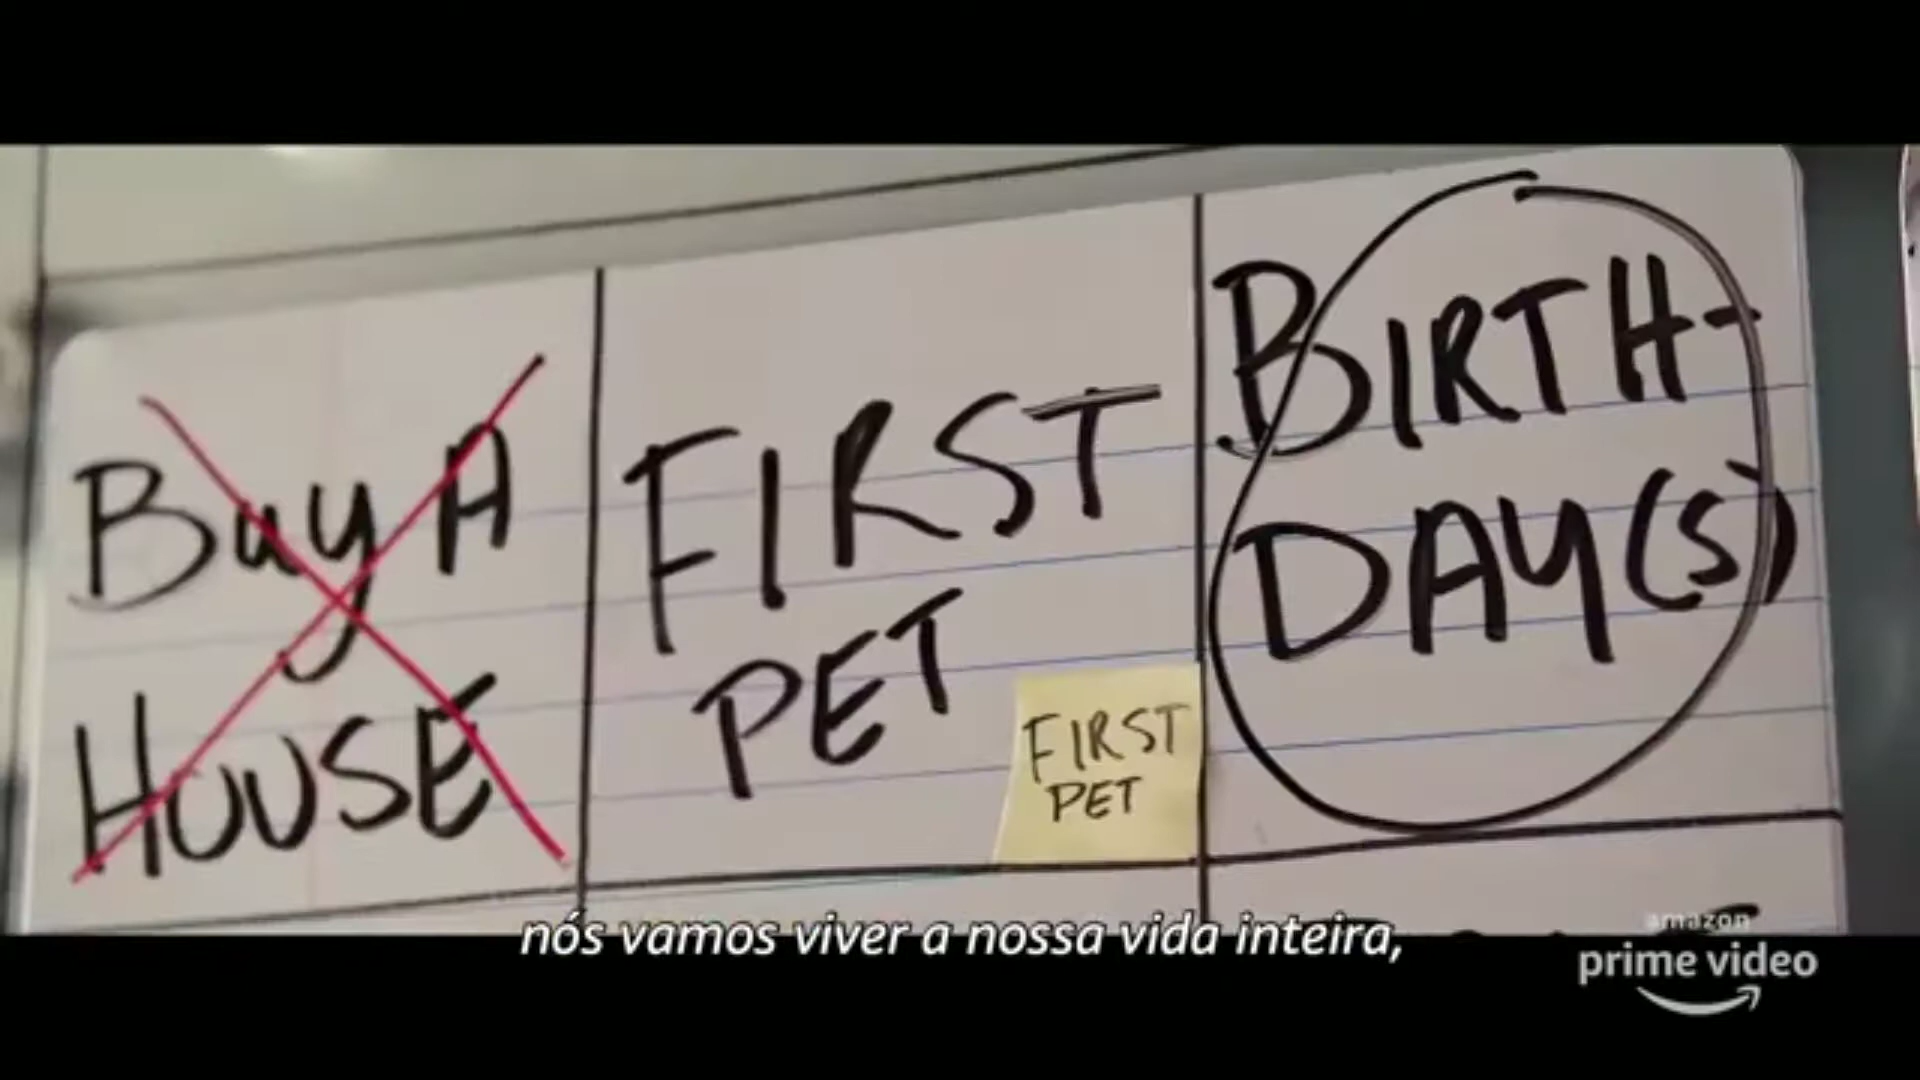 Buy A
HOUSE
FIRST
PET
FIRST
PET
BIRTH-
DAY(S)
nós vamos viver a nossa vida inteira,
amazon
prime video